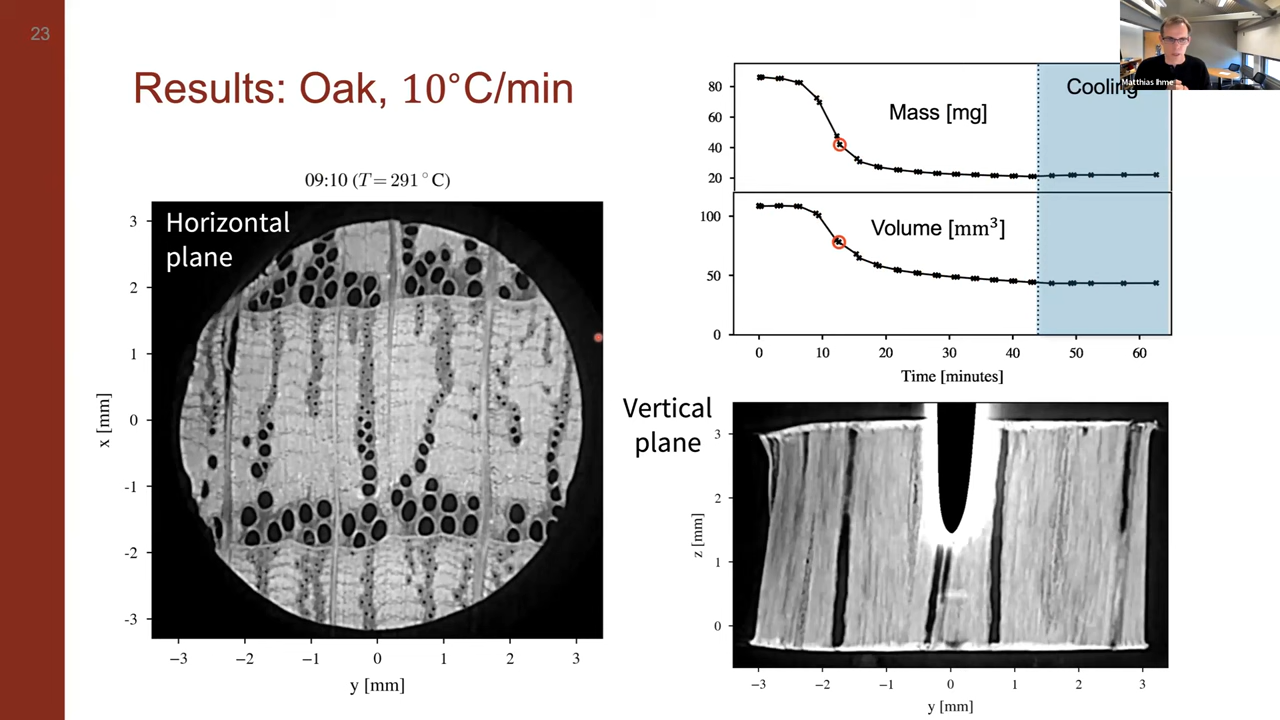 23
Results: Oak, 10°C/min
09:10 (T = 291 °C)
Horizontal
plane
3
2
1
0
-1
-2
-3
x [mm]
−3
−2
−1
0
1
2
3
y [mm]
Matthias Ihme
Cooling
Mass [mg]
80
60
40
20
Volume [mm³]
100
50
0
0
10
20
30
40
50
60
Time [minutes]
Vertical
plane
3
2
1
0
z [mm]
−3
−2
−1
0
1
2
3
y [mm]